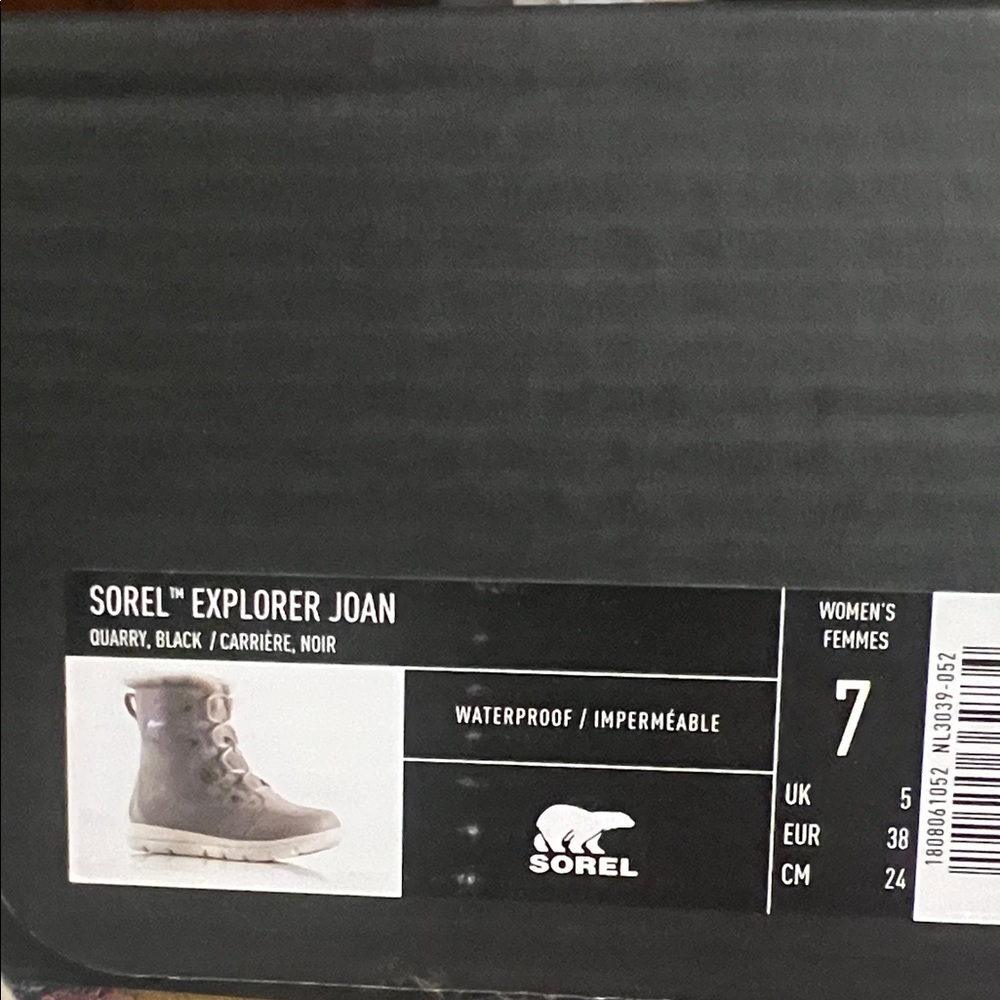 SOREL™ EXPLORER JOAN
QUARRY, BLACK / CARRIÈRE, NOIR
WATERPROOF / IMPERMÉABLE
SOREL
WOMEN'S
FEMMES
7
UK 5
EUR 38
CM 24
1808061052 NL3039-052